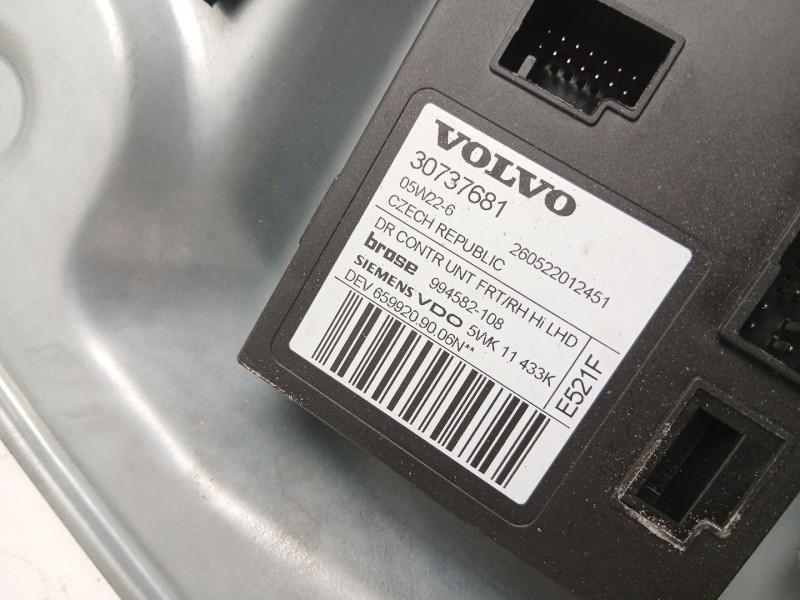 VOLVO
30737681
05W22-6 260522012451
CZECH REPUBLIC
DR CONTR UNT FRT/RH Hi LHD
brose 994582-108
SIEMENS VDO 5WK 11 433K
DEV 659920.90.06N**
E521F